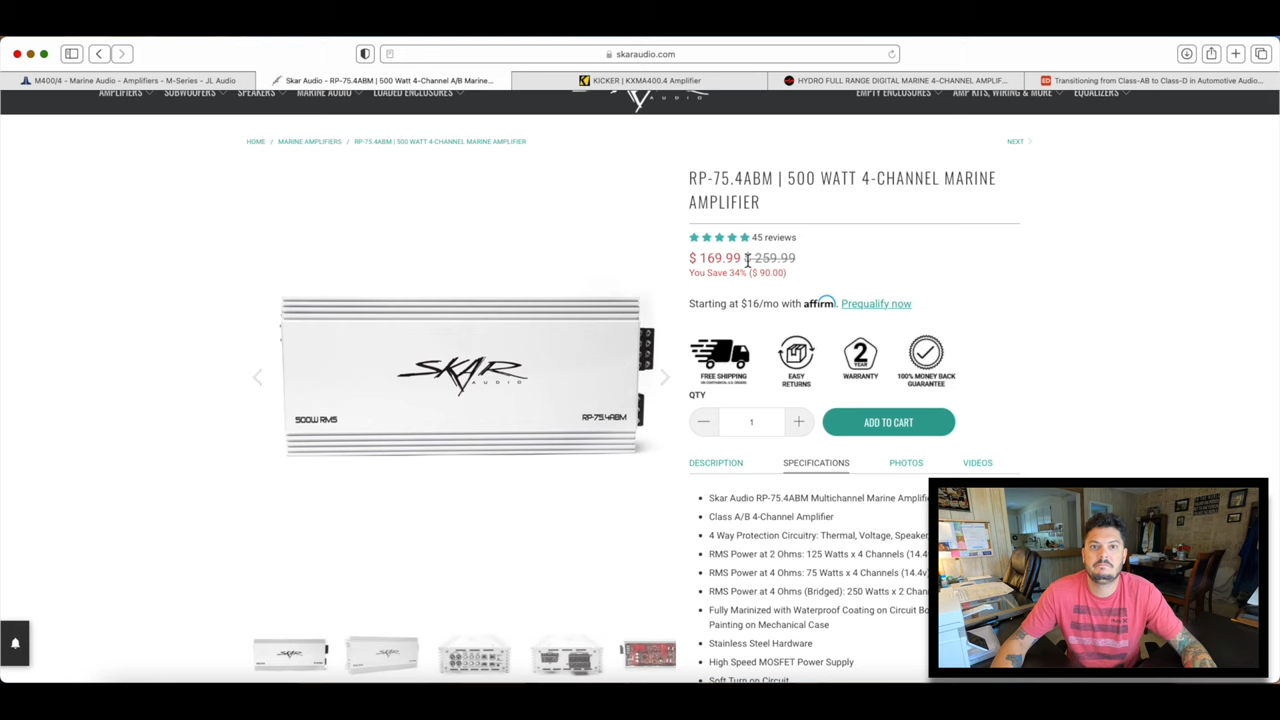 skaraudio.com
M400/4 - Marine Audio - Amplifiers - M-Series - JL Audio
Skar Audio - RP-75.4ABM | 500 Watt 4-Channel A/B Marine...
KICKER | KXMA400.4 Amplifier
HYDRO FULL RANGE DIGITAL MARINE 4-CHANNEL AMPLIF...
Transitioning from Class-AB to Class-D in Automotive Audio...
AMPLIFIERS
SUBWOOFERS
SPEAKERS
MARINE AUDIO
LOADED ENCLOSURES
AUDIO
EMPTY ENCLOSURES
AMP KITS, WIRING & MORE
EQUALIZERS
HOME / MARINE AMPLIFIERS / RP-75.4ABM | 500 WATT 4-CHANNEL MARINE AMPLIFIER
NEXT
RP-75.4ABM | 500 WATT 4-CHANNEL MARINE
AMPLIFIER
45 reviews
$ 169.99 $ 259.99
You Save 34% ($ 90.00)
Starting at $16/mo with affirm. Prequalify now
FREE SHIPPING
EASY
RETURNS
2
YEAR
WARRANTY
100% MONEY BACK
GUARANTEE
QTY
1
ADD TO CART
DESCRIPTION
SPECIFICATIONS
PHOTOS
VIDEOS
SKAR
AUDIO
500W RMS
RP-75.4ABM
Skar Audio RP-75.4ABM Multichannel Marine Amplifi
Class A/B 4-Channel Amplifier
4 Way Protection Circuitry: Thermal, Voltage, Speaker
RMS Power at 2 Ohms: 125 Watts x 4 Channels (14.4v
RMS Power at 4 Ohms: 75 Watts x 4 Channels (14.4v)
RMS Power at 4 Ohms (Bridged): 250 Watts x 2 Chan
Fully Marinized with Waterproof Coating on Circuit Bo
Painting on Mechanical Case
Stainless Steel Hardware
High Speed MOSFET Power Supply
Soft Turn on Circuit